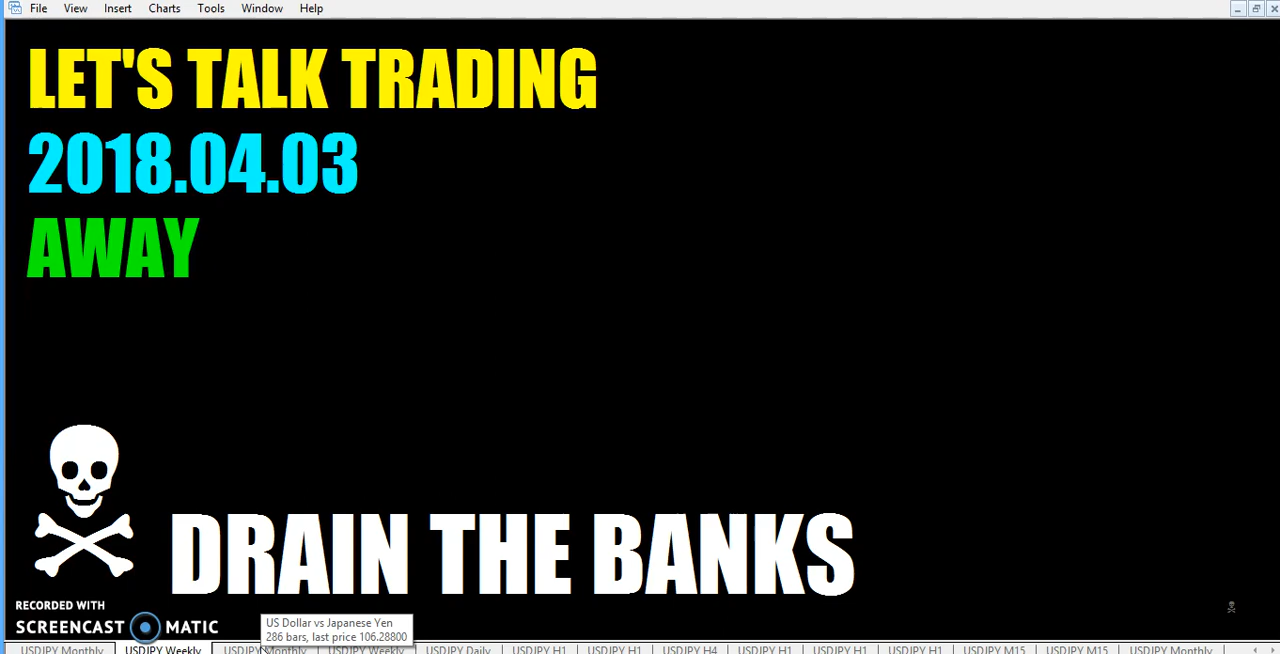 File View Insert Charts Tools Window Help
LET'S TALK TRADING
2018.04.03
AWAY
DRAIN THE BANKS
RECORDED WITH
SCREENCAST MATIC
US Dollar vs Japanese Yen
286 bars, last price 106.28800
USDJPY Monthly USDJPY Weekly USDJPY Monthly USDJPY Weekly USDJPY Daily USDJPY H1 USDJPY H1 USDJPY H4 USDJPY H1 USDJPY H1 USDJPY H1 USDJPY M15 USDJPY M15 USDJPY Monthly